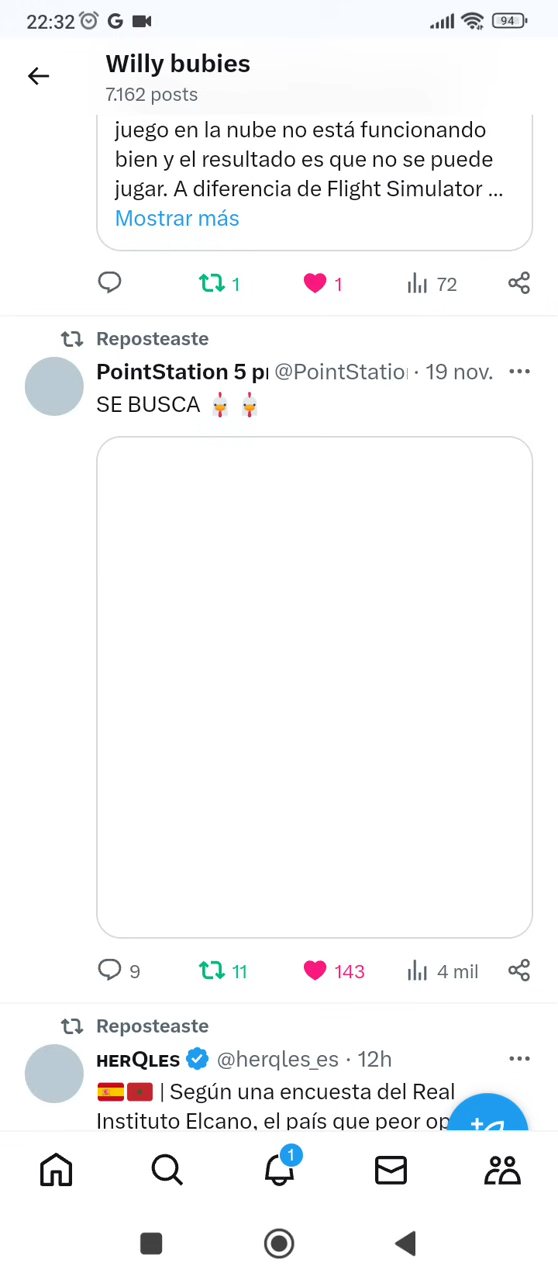 22:32 G 94
Willy bubies
7.162 posts
juego en la nube no está funcionando
bien y el resultado es que no se puede
jugar. A diferencia de Flight Simulator ...
Mostrar más
1 1 72
Reposteaste
PointStation 5 pr @PointStatio · 19 nov.
SE BUSCA
9 11 143 4 mil
Reposteaste
HERQLES @herqles_es · 12h
| Según una encuesta del Real
Instituto Elcano, el país que peor op
1